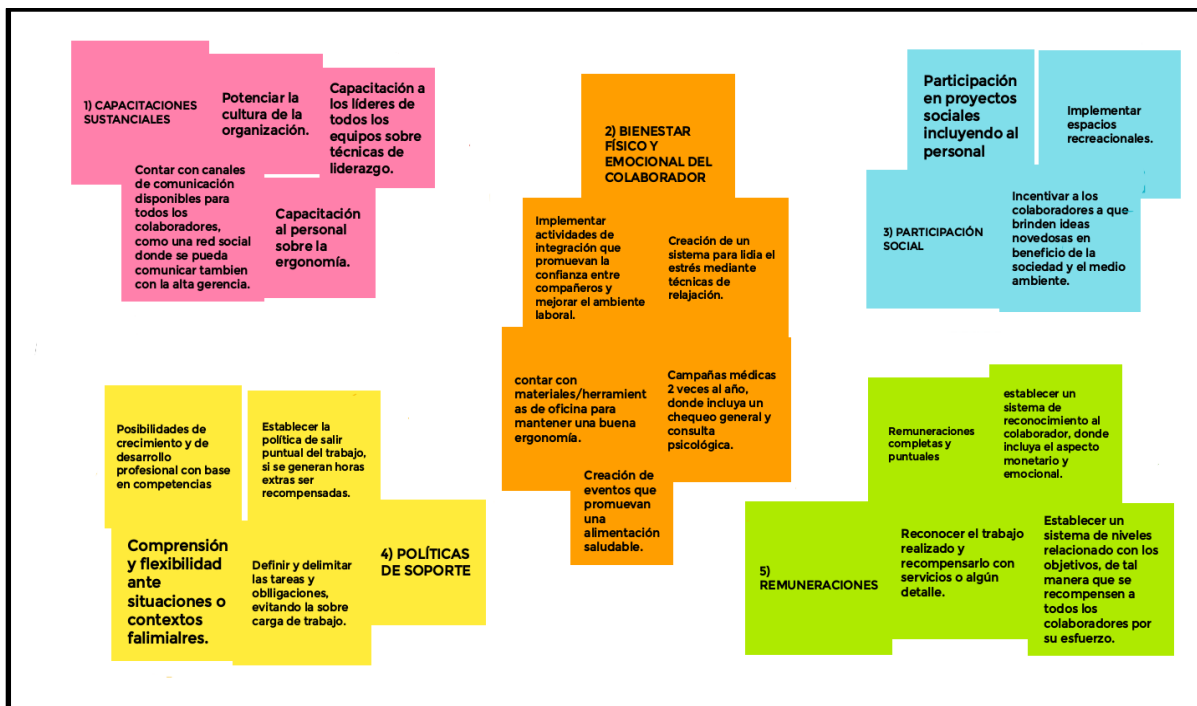 1) CAPACITACIONES
SUSTANCIALES
Potenciar la
cultura de la
organización.
Capacitación a
los líderes de
todos los
equipos sobre
técnicas de
liderazgo.
Contar con canales
de comunicación
disponibles para
todos los
colaboradores,
como una red social
donde se pueda
comunicar tambien
con la alta gerencia.
Capacitación
al personal
sobre la
ergonomía.
2) BIENESTAR
FÍSICO Y
EMOCIONAL DEL
COLABORADOR
Implementar
actividades de
integración que
promuevan la
confianza entre
compañeros y
mejorar el ambiente
laboral.
Creación de un
sistema para lidia el
estrés mediante
técnicas de
relajación.
contar con
materiales/herramient
as de oficina para
mantener una buena
ergonomía.
Campañas médicas
2 veces al año,
donde incluya un
chequeo general y
consulta
psicológica.
Creación de
eventos que
promuevan
una
alimentación
saludable.
Participación
en proyectos
sociales
incluyendo al
personal
Implementar
espacios
recreacionales.
3) PARTICIPACIÓN
SOCIAL
Incentivar a los
colaboradores a que
brinden ideas
novedosas en
beneficio de la
sociedad y el medio
ambiente.
Posibilidades de
crecimiento y de
desarrollo
profesional con base
en competencias
Establecer la
política de salir
puntual del trabajo,
si se generan horas
extras ser
recompensadas.
Comprensión
y flexibilidad
ante
situaciones o
contextos
falimialres.
Definir y delimitar
las tareas y
obliligaciones,
evitando la sobre
carga de trabajo.
4) POLÍTICAS
DE SOPORTE
Remuneraciones
completas y
puntuales
establecer un
sistema de
reconocimiento al
colaborador, donde
incluya el aspecto
monetario y
emocional.
5)
REMUNERACIONES
Reconocer el trabajo
realizado y
recompensarlo con
servicios o algún
detalle.
Establecer un
sistema de niveles
relacionado con los
objetivos, de tal
manera que se
recompensen a
todos los
colaboradores por
su esfuerzo.